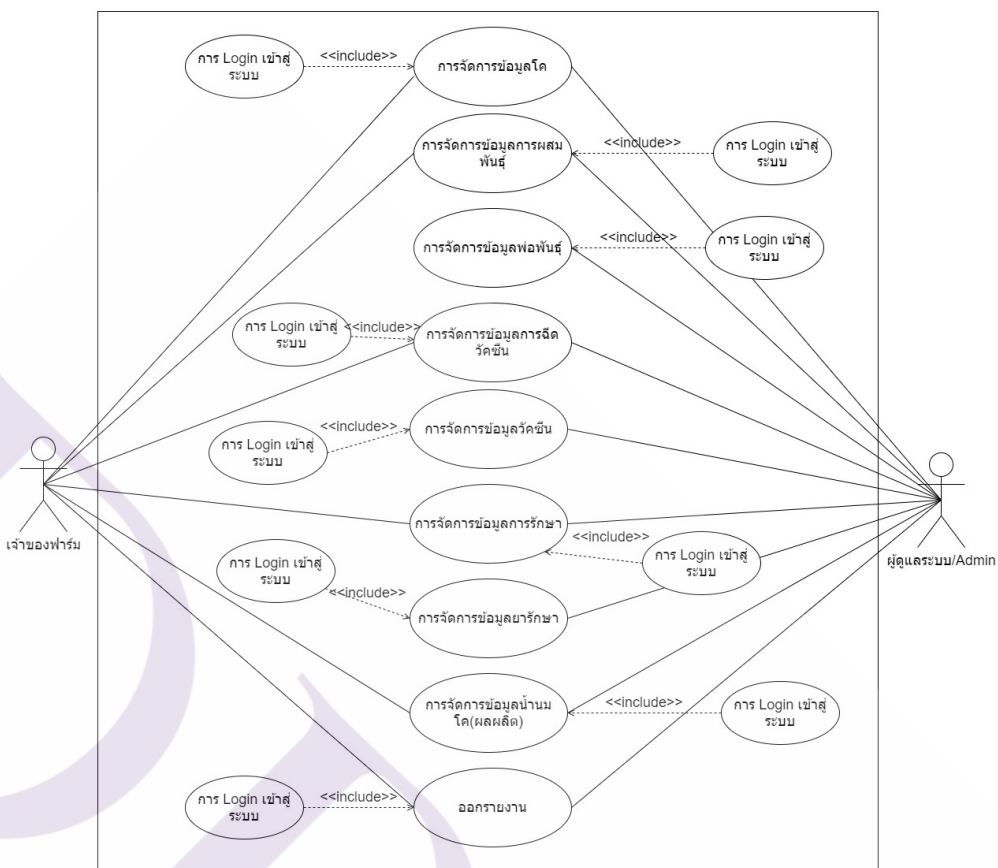 การ Login เข้าสู่
ระบบ
<<include>>
การจัดการข้อมูลโค
การจัดการข้อมูลการผสม
พันธุ์
<<include>>
การ Login เข้าสู่
ระบบ
การจัดการข้อมูลพ่อพันธุ์
<<include>>
การ Login เข้าสู่
ระบบ
การ Login เข้าสู่
ระบบ
<<include>>
การจัดการข้อมูลการฉีด
วัคซีน
การ Login เข้าสู่
ระบบ
<<include>>
การจัดการข้อมูลวัคซีน
เจ้าของฟาร์ม
ผู้ดูแลระบบ/Admin
การจัดการข้อมูลการรักษา
<<include>>
การ Login เข้าสู่
ระบบ
การ Login เข้าสู่
ระบบ
<<include>>
การจัดการข้อมูลยารักษา
การจัดการข้อมูลน้ำนม
โค(ผลผลิต)
<<include>>
การ Login เข้าสู่
ระบบ
การ Login เข้าสู่
ระบบ
<<include>>
ออกรายงาน